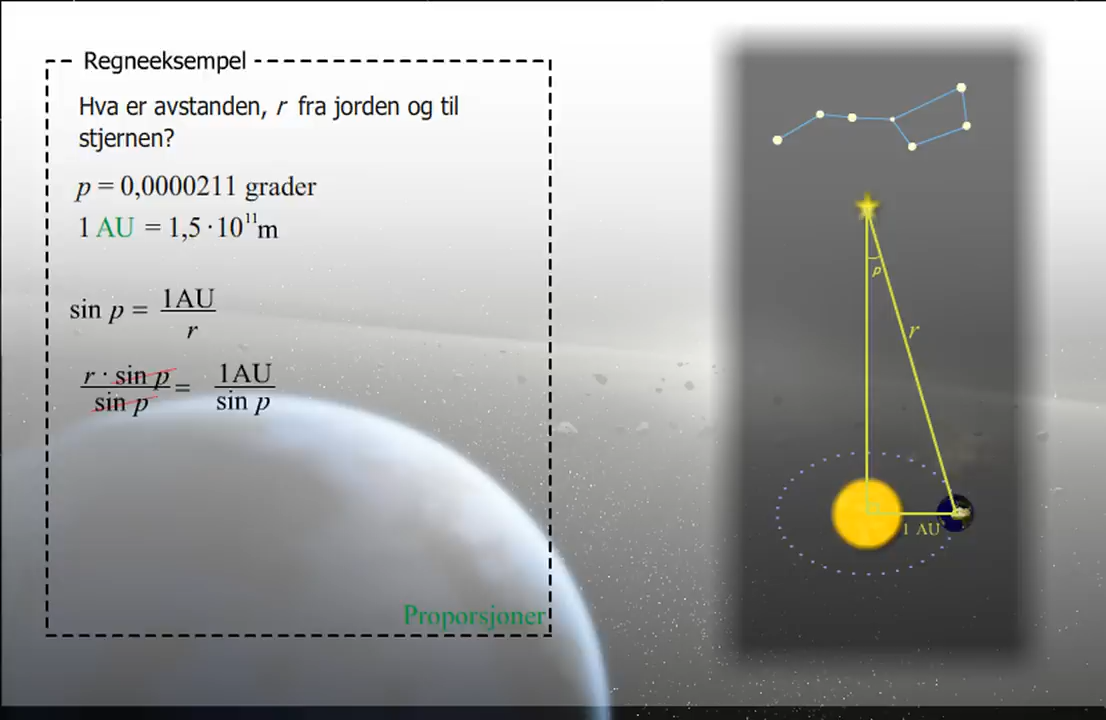 Regneeksempel
Hva er avstanden, r fra jorden og til
stjernen?
p = 0,0000211 grader
1 AU = 1,5 · 10¹¹ m
sin p = 1AU / r
r · sin p / sin p = 1AU / sin p
Proporsjoner
p
r
1 AU